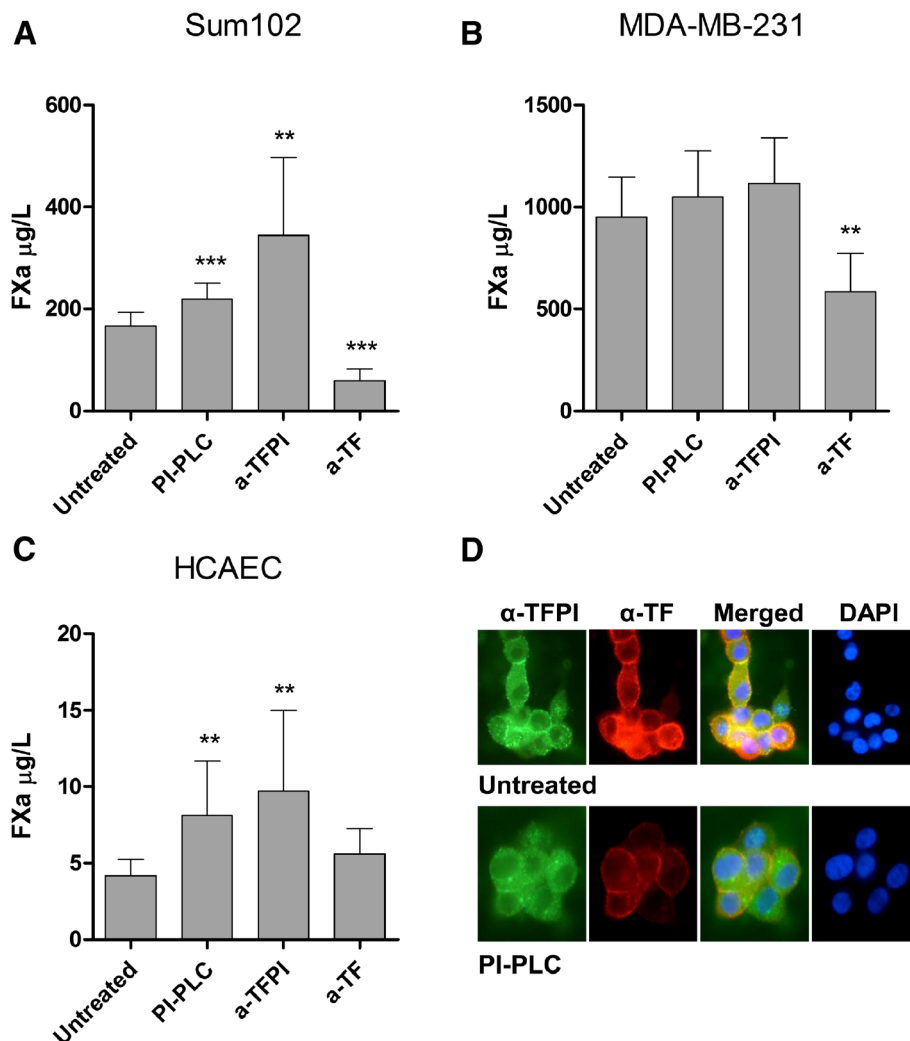 A
Sum102
FXa µg/L
600
400
200
0
***
**
***
Untreated
PI-PLC
a-TFPI
a-TF
B
MDA-MB-231
FXa µg/L
1500
1000
500
0
**
Untreated
PI-PLC
a-TFPI
a-TF
C
HCAEC
FXa µg/L
20
15
10
5
0
**
**
Untreated
PI-PLC
a-TFPI
a-TF
D
α-TFPI α-TF Merged DAPI
Untreated
PI-PLC